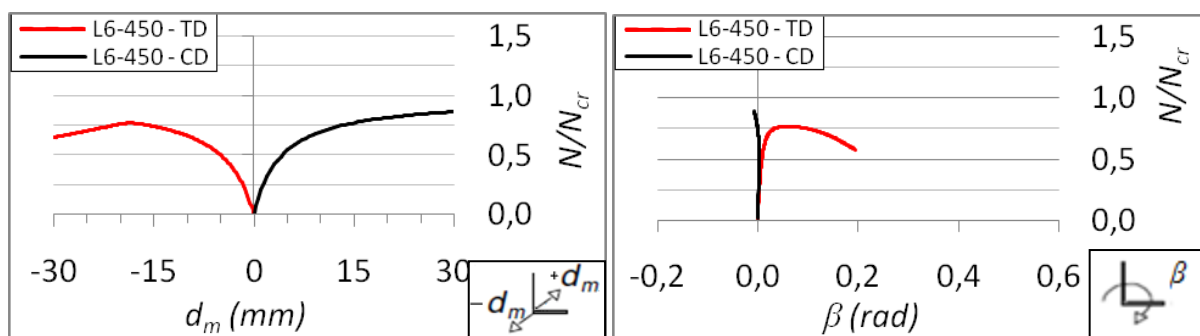 L6-450 - TD
L6-450 - CD
1,5
1,0
0,5
0,0
N/Ncr
-30 -15 0 15 30
dm (mm)
+dm
-dm
L6-450 - TD
L6-450 - CD
1,5
1,0
0,5
0,0
N/Ncr
-0,2 0,0 0,2 0,4 0,6
β (rad)
β